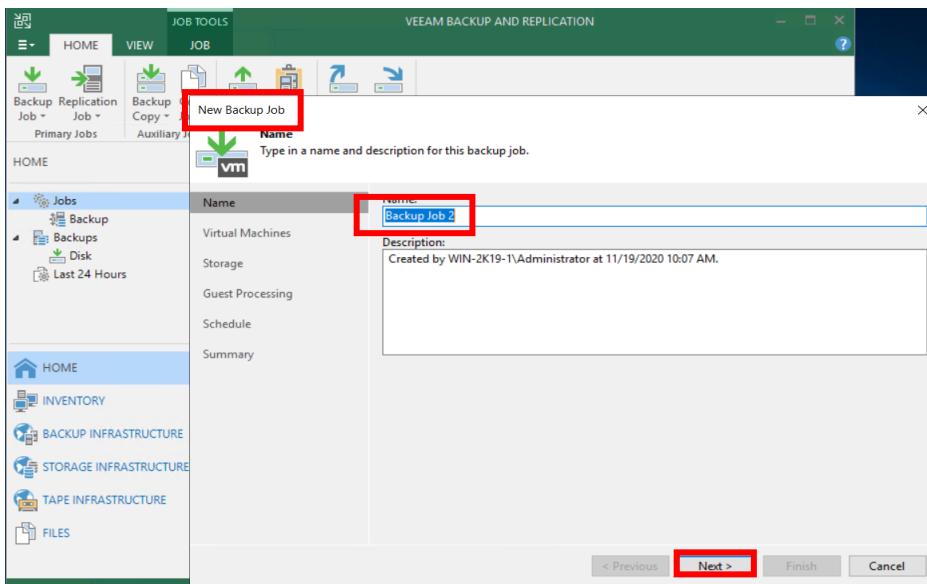 JOB TOOLS
VEEAM BACKUP AND REPLICATION
HOME VIEW JOB
Backup Job
Replication Job
Backup Copy
Primary Jobs
Auxiliary
HOME
Jobs
Backup
Backups
Disk
Last 24 Hours
HOME
INVENTORY
BACKUP INFRASTRUCTURE
STORAGE INFRASTRUCTURE
TAPE INFRASTRUCTURE
FILES
New Backup Job
Name
Type in a name and description for this backup job.
vm
Name
Virtual Machines
Storage
Guest Processing
Schedule
Summary
Name:
Backup Job 2
Description:
Created by WIN-2K19-1\Administrator at 11/19/2020 10:07 AM.
< Previous Next > Finish Cancel